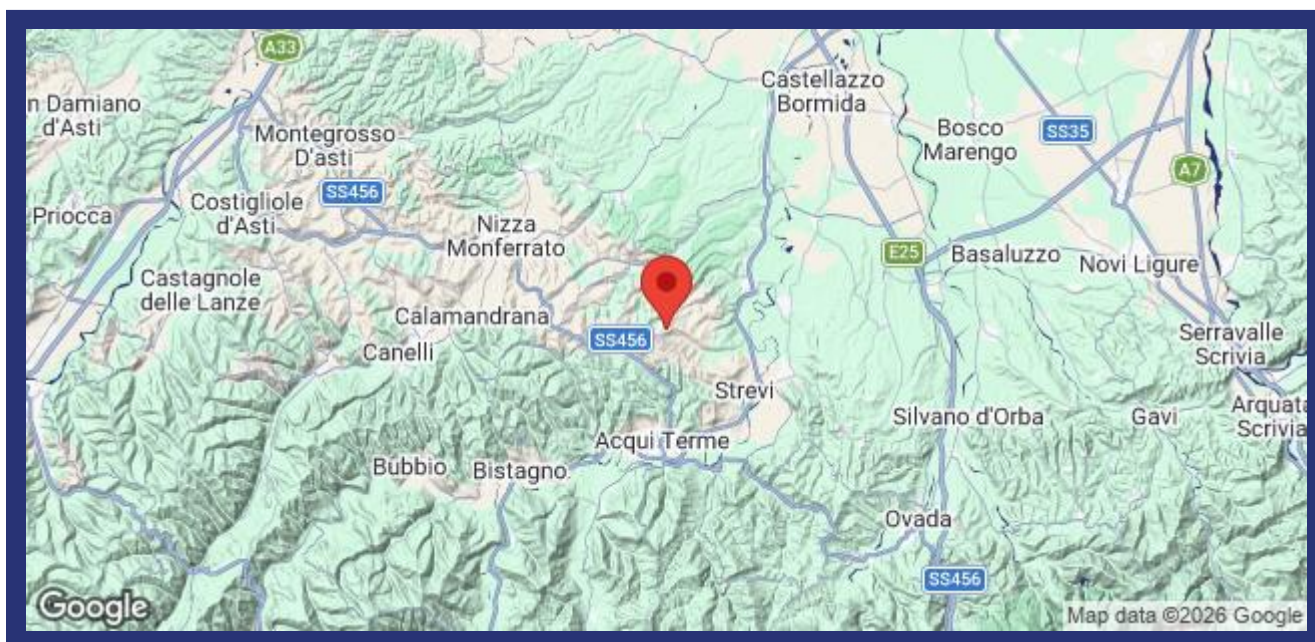 A33
Castellazzo
Bormida
n Damiano
d'Asti
Montegrosso
D'asti
Bosco
Marengo
SS35
A7
SS456
Priocca
Costigliole
d'Asti
Nizza
Monferrato
E25
Basaluzzo
Novi Ligure
Castagnole
delle Lanze
Calamandrana
SS456
Canelli
Serravalle
Scrivia
Strevi
Silvano d'Orba
Gavi
Arquata
Scrivia
Acqui Terme
Bubbio
Bistagno
Ovada
SS456
Google
Map data ©2026 Google